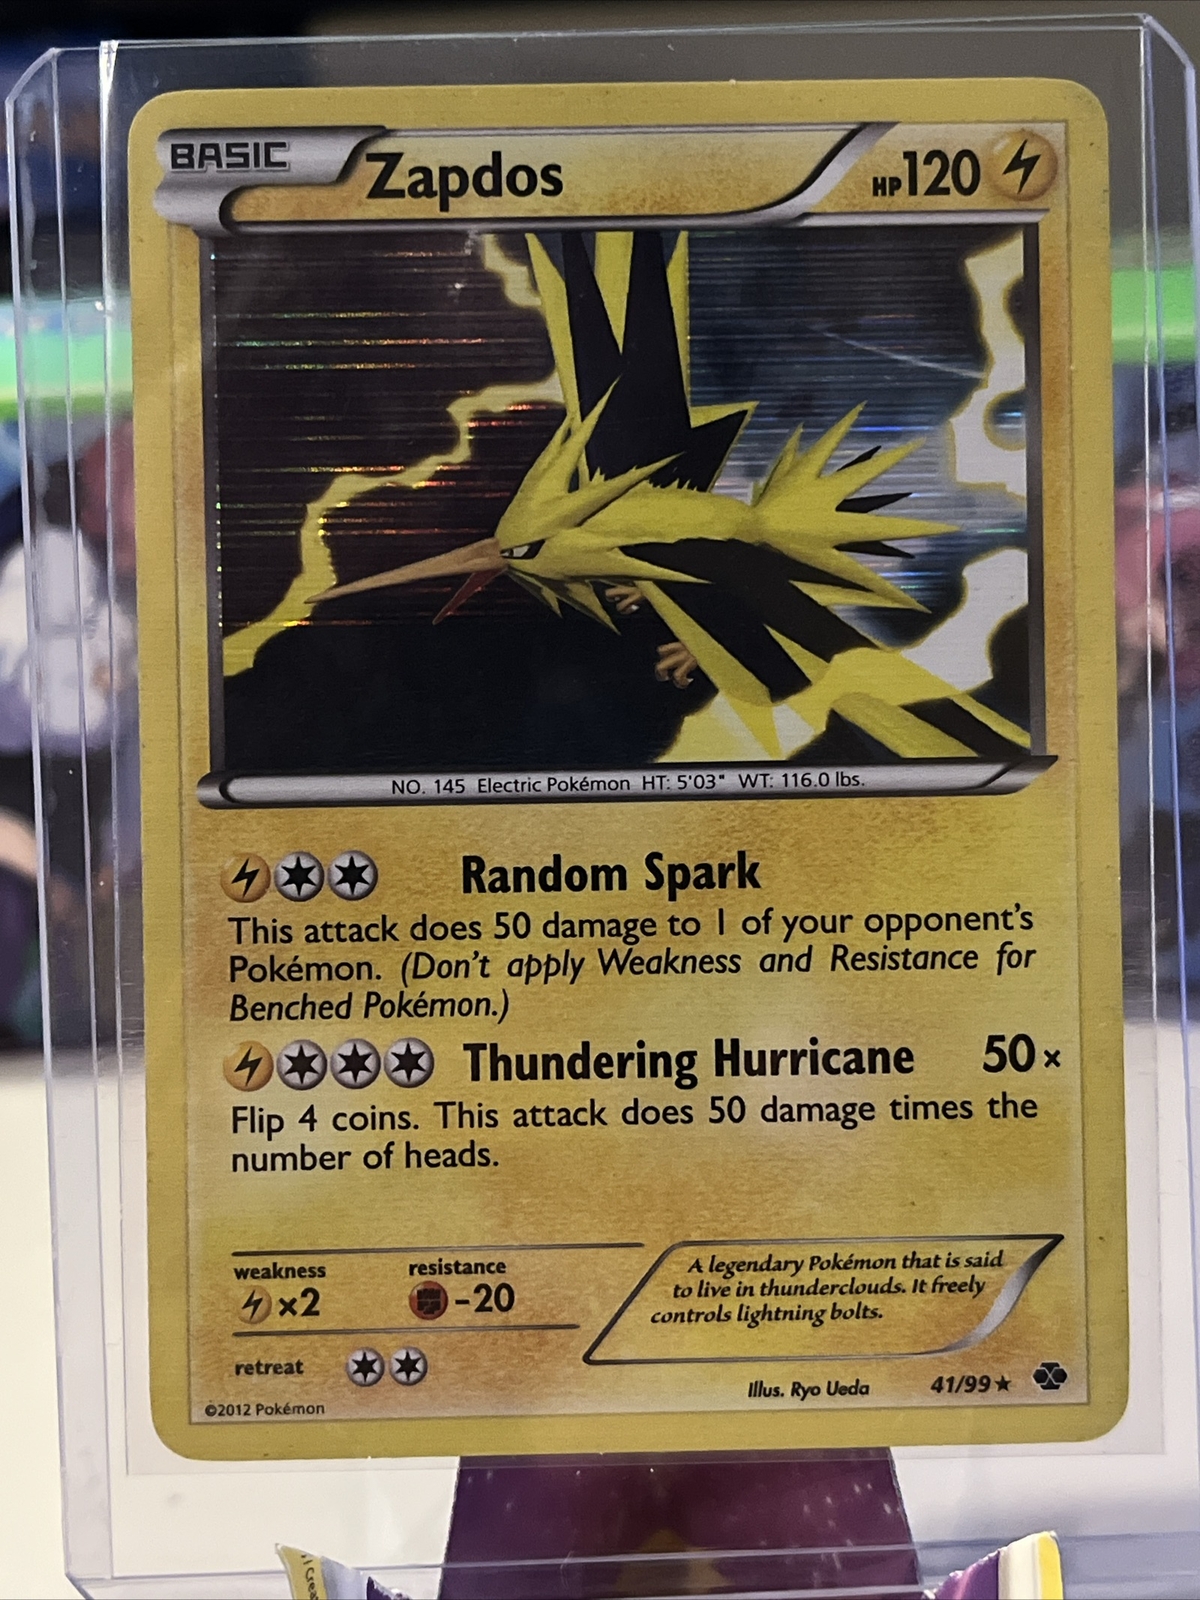 BASIC Zapdos HP120
NO. 145 Electric Pokémon HT: 5'03" WT: 116.0 lbs.
Random Spark
This attack does 50 damage to 1 of your opponent's
Pokémon. (Don't apply Weakness and Resistance for
Benched Pokémon.)
Thundering Hurricane 50×
Flip 4 coins. This attack does 50 damage times the
number of heads.
weakness
×2
resistance
-20
retreat
A legendary Pokémon that is said
to live in thunderclouds. It freely
controls lightning bolts.
Illus. Ryo Ueda 41/99★
©2012 Pokémon